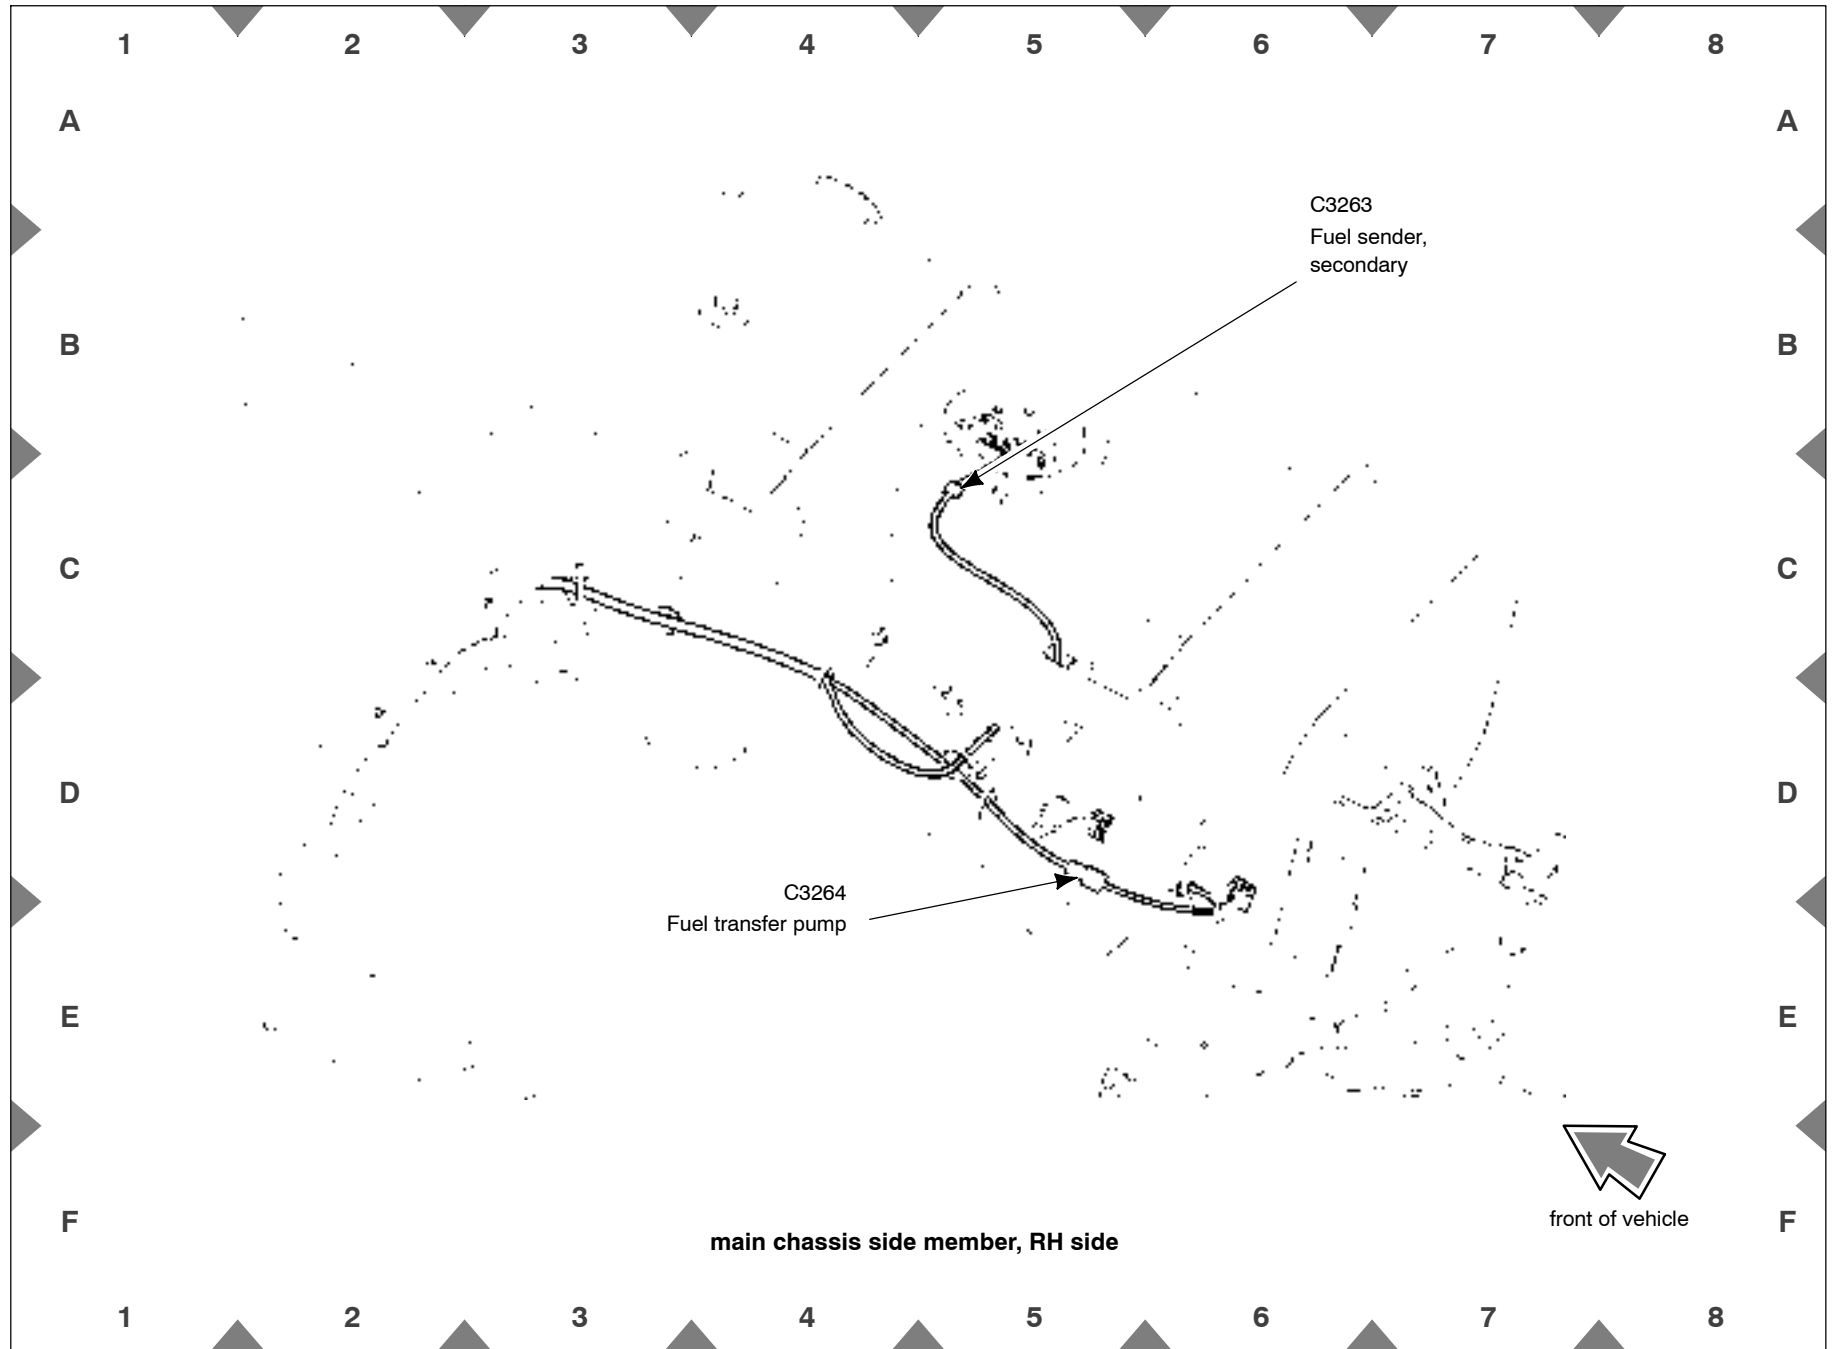 1 2 3 4 5 6 7 8
A A
C3263
Fuel sender,
secondary
B B
C C
D D
C3264
Fuel transfer pump
E E
F F
front of vehicle
main chassis side member, RH side
1 2 3 4 5 6 7 8